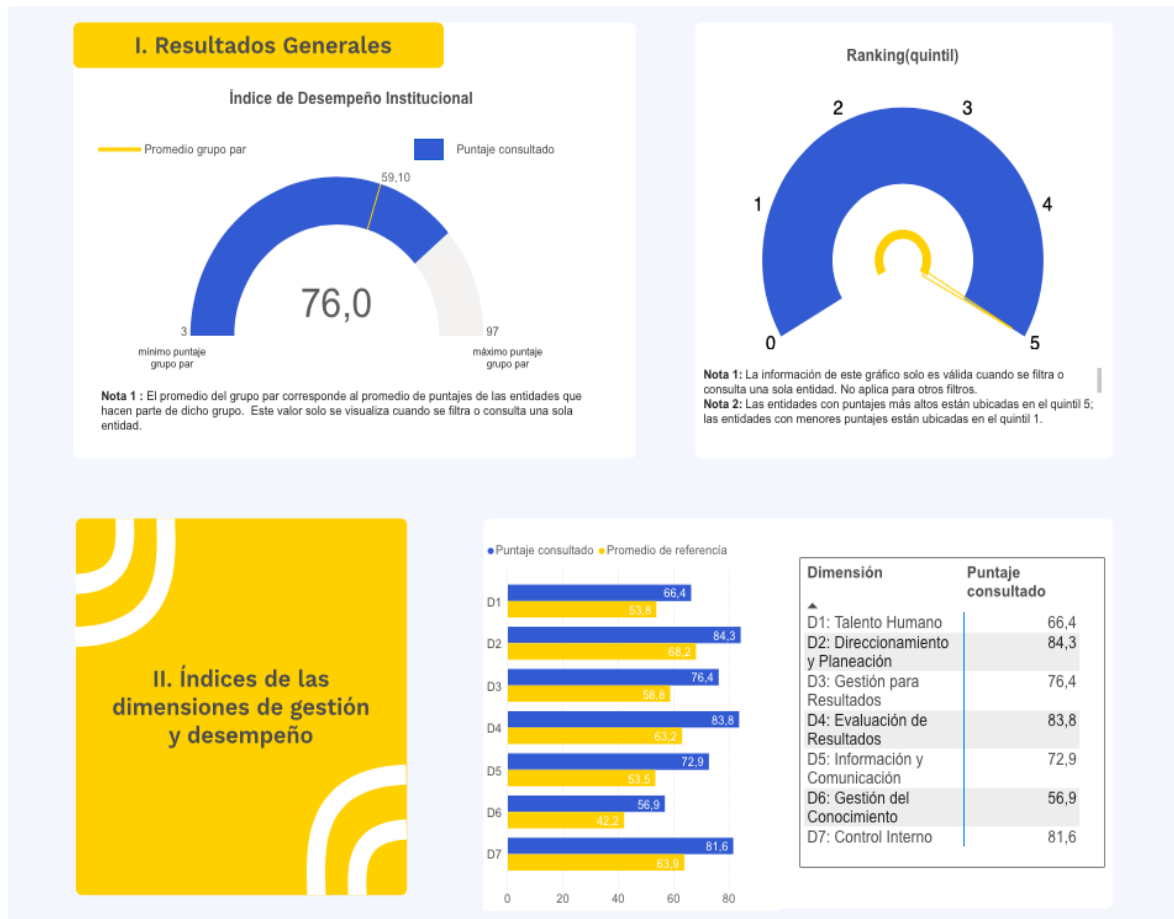 I. Resultados Generales
Índice de Desempeño Institucional
Promedio grupo par
Puntaje consultado
59,10
76,0
3
97
mínimo puntaje
grupo par
máximo puntaje
grupo par
Nota 1 : El promedio del grupo par corresponde al promedio de puntajes de las entidades que
hacen parte de dicho grupo. Este valor solo se visualiza cuando se filtra o consulta una sola
entidad.
Ranking(quintil)
2
3
1
4
0
5
Nota 1: La información de este gráfico solo es válida cuando se filtra o
consulta una sola entidad. No aplica para otros filtros.
Nota 2: Las entidades con puntajes más altos están ubicadas en el quintil 5;
las entidades con menores puntajes están ubicadas en el quintil 1.
II. Índices de las
dimensiones de gestión
y desempeño
Puntaje consultado Promedio de referencía
D1
66,4
53,8
D2
84,3
68,2
D3
76,4
58,8
D4
83,8
63,2
D5
72,9
53,5
D6
56,9
42,2
D7
81,6
63,9
0 20 40 60 80
Dimensión Puntaje
consultado
D1: Talento Humano 66,4
D2: Direccionamiento 84,3
y Planeación
D3: Gestión para 76,4
Resultados
D4: Evaluación de 83,8
Resultados
D5: Información y 72,9
Comunicación
D6: Gestión del 56,9
Conocimiento
D7: Control Interno 81,6